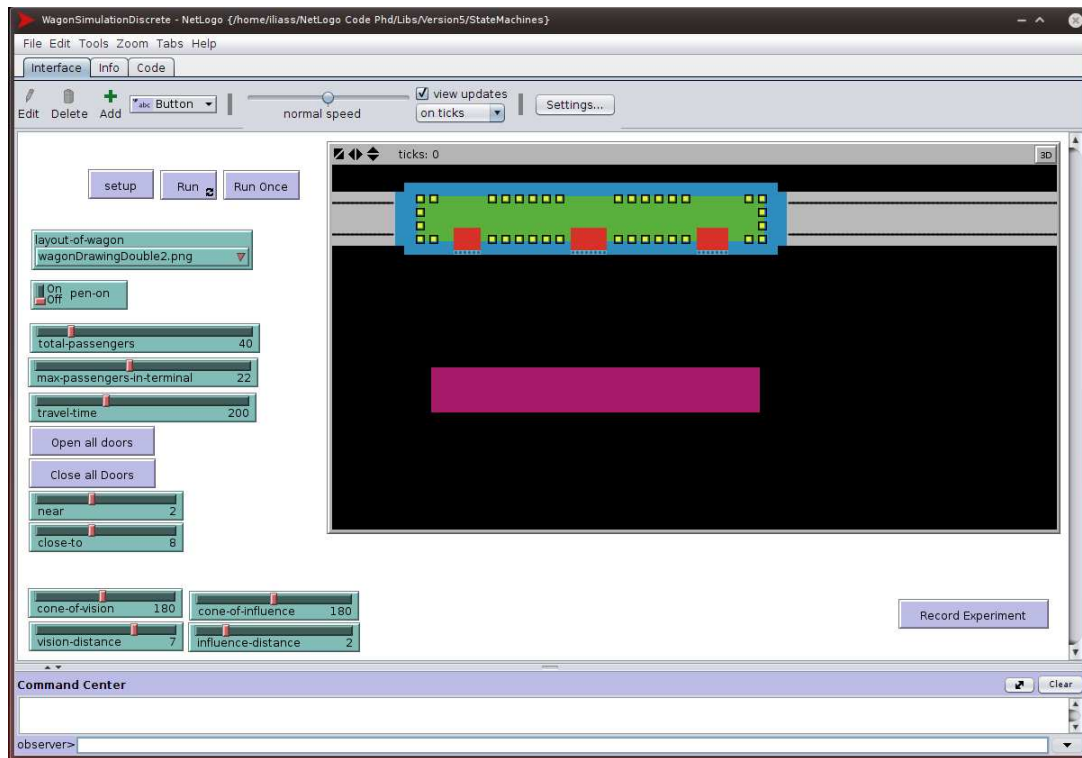 WagonSimulationDiscrete - NetLogo {/home/iliass/NetLogo Code Phd/Libs/Version5/StateMachines}
File Edit Tools Zoom Tabs Help
Interface Info Code
Edit Delete Add abc Button normal speed view updates on ticks Settings...
ticks: 0 3D
setup Run Run Once
layout-of-wagon
wagonDrawingDouble2.png
On
Off pen-on
total-passengers 40
max-passengers-in-terminal 22
travel-time 200
Open all doors
Close all Doors
near 2
close-to 8
cone-of-vision 180 cone-of-influence 180
vision-distance 7 influence-distance 2
Record Experiment
Command Center Clear
observer>